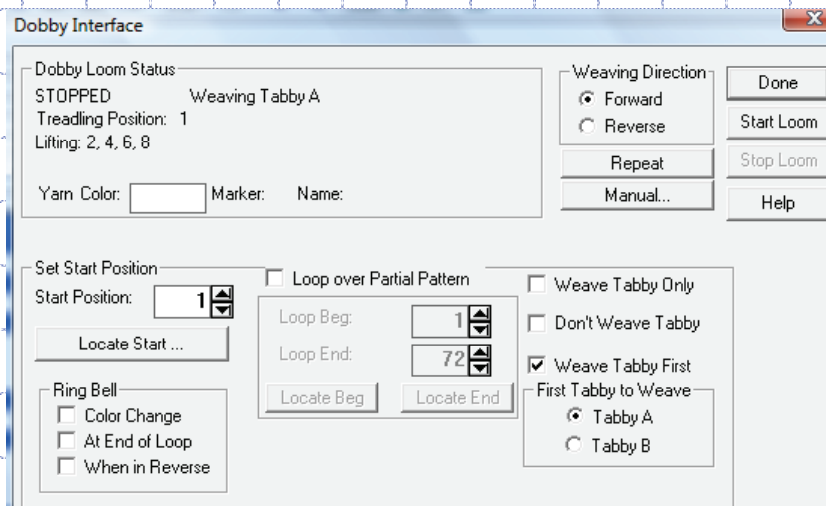 Dobby Interface
Dobby Loom Status
STOPPED Weaving Tabby A
Treadling Position: 1
Lifting: 2, 4, 6, 8
Yarn Color: Marker: Name:
Weaving Direction
Forward
Reverse
Repeat
Manual...
Done
Start Loom
Stop Loom
Help
Set Start Position
Start Position: 1
Locate Start ...
Ring Bell
Color Change
At End of Loop
When in Reverse
Loop over Partial Pattern
Loop Beg: 1
Loop End: 72
Locate Beg Locate End
Weave Tabby Only
Don't Weave Tabby
Weave Tabby First
First Tabby to Weave
Tabby A
Tabby B